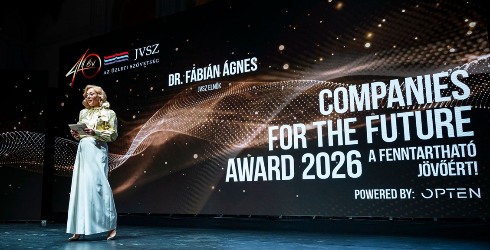 40 ÉV
JVSZ
AZ ÜZLETI SZÖVETSÉG
DR. FÁBIÁN ÁGNES
JVSZ ELNÖK
COMPANIES
FOR THE FUTURE
AWARD 2026 A FENNTARTHATÓ
JÖVŐÉRT!
POWERED BY: OPTEN